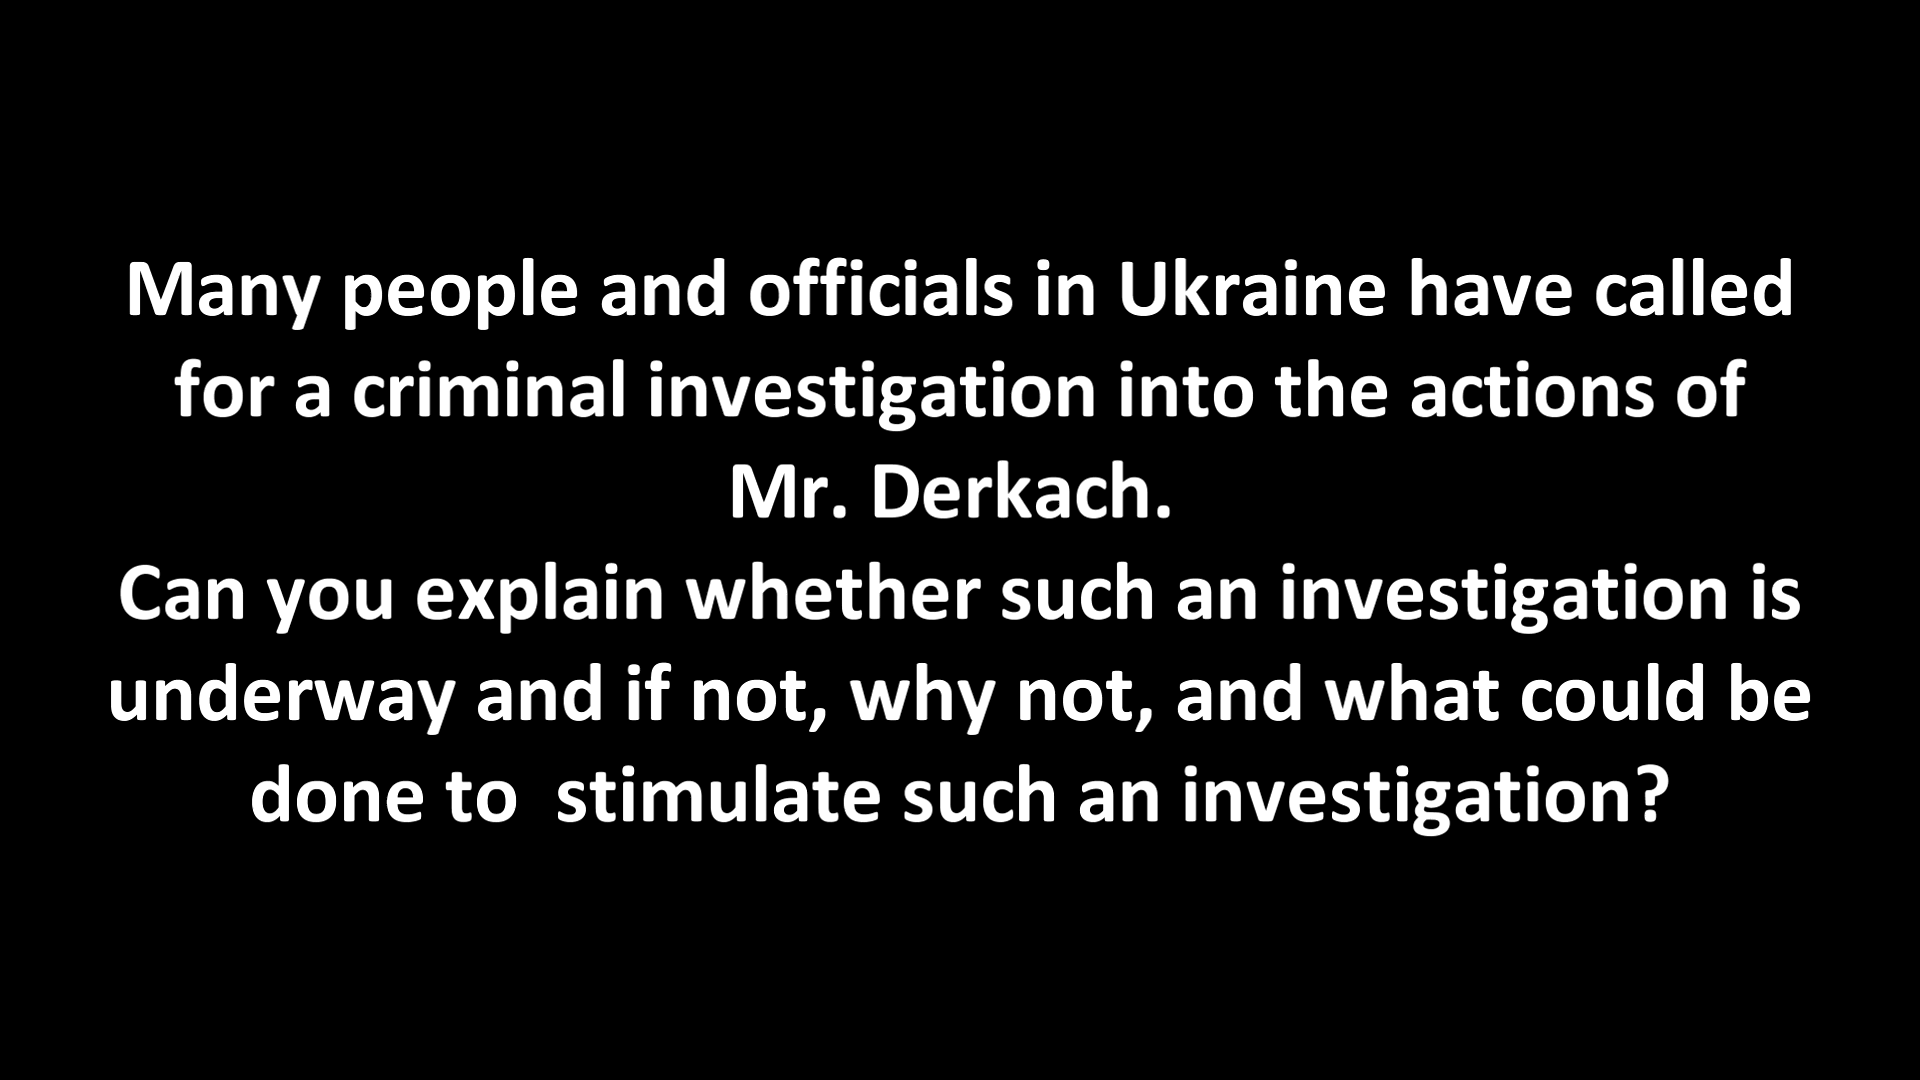 Many people and officials in Ukraine have called
for a criminal investigation into the actions of
Mr. Derkach.
Can you explain whether such an investigation is
underway and if not, why not, and what could be
done to  stimulate such an investigation?